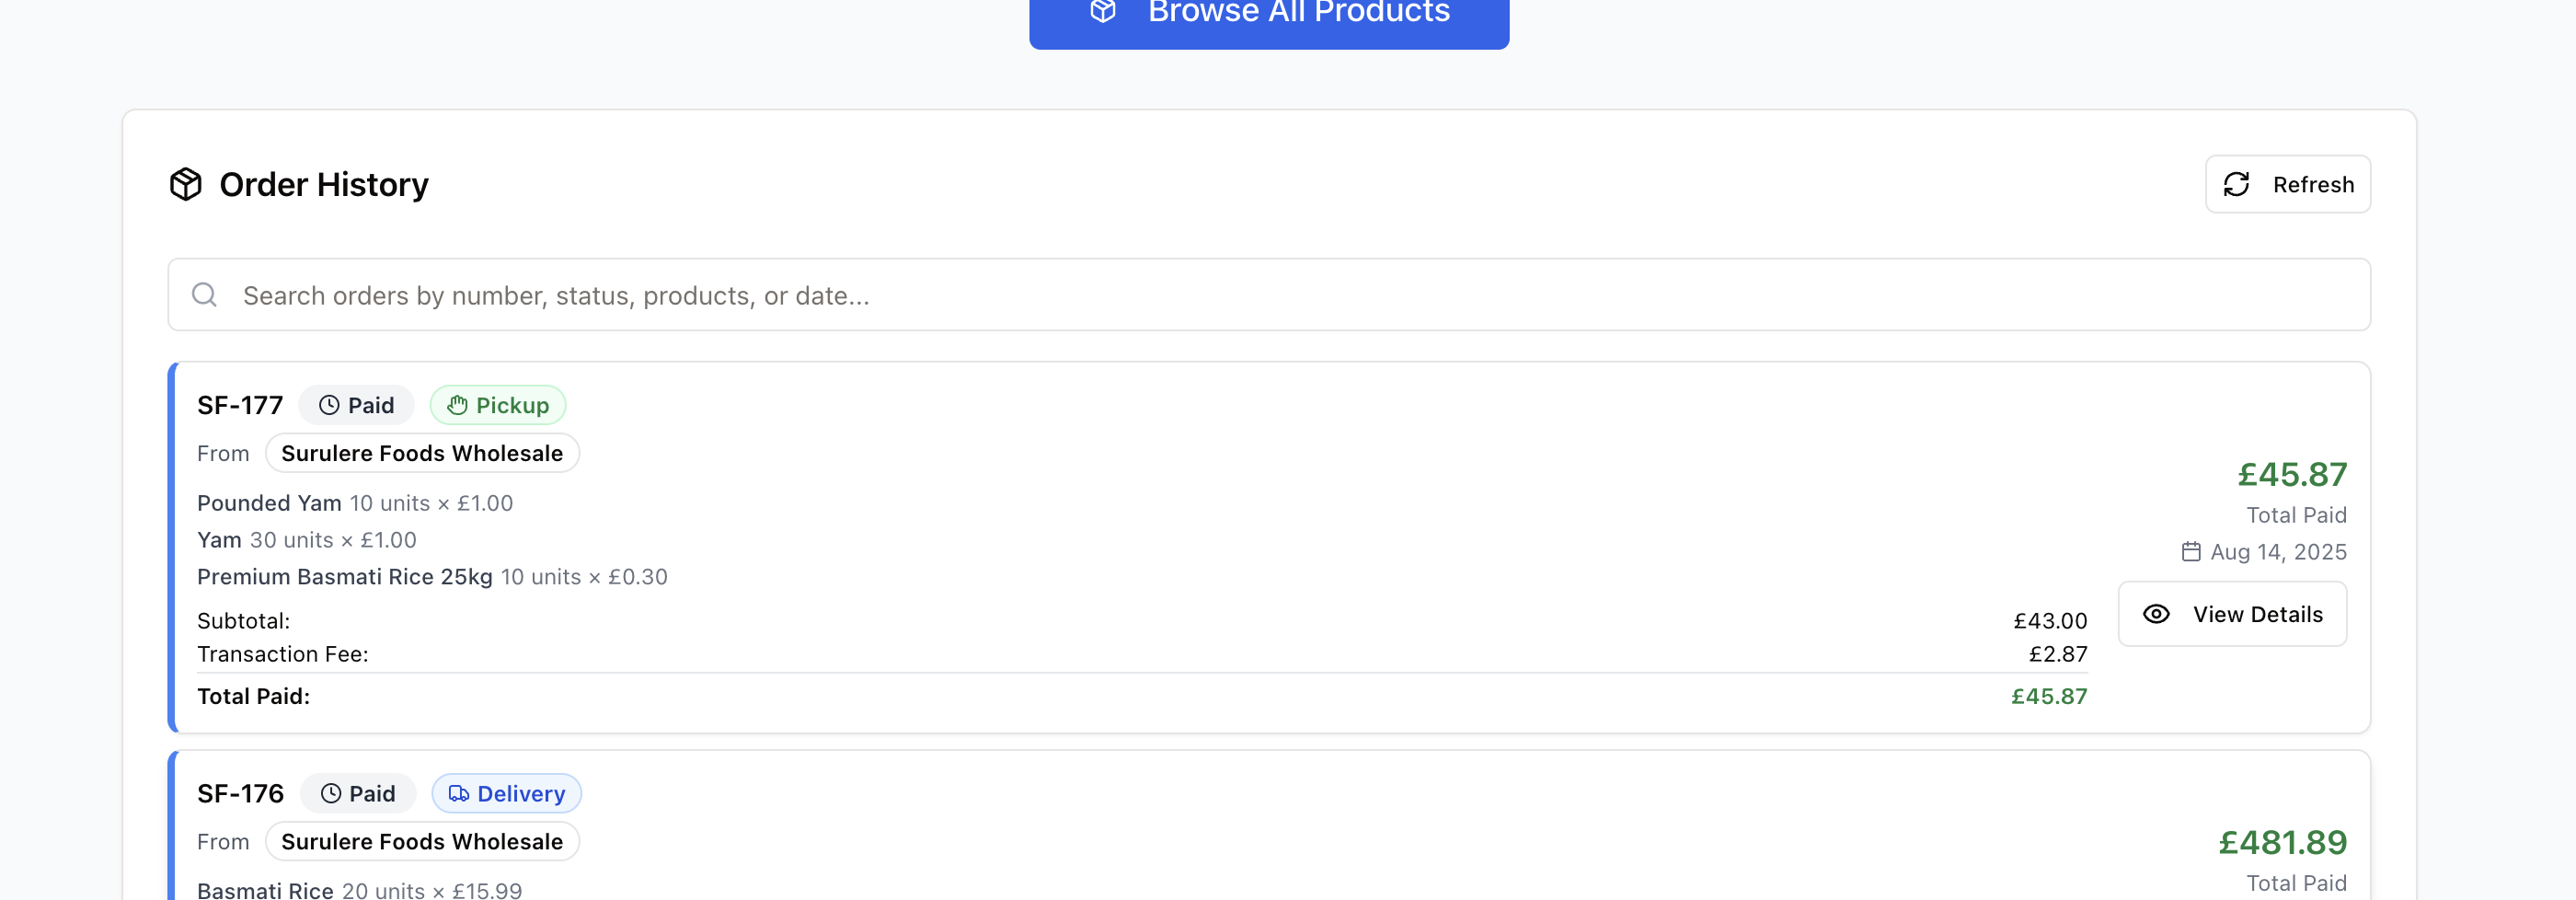 Browse All Products
Order History
Refresh
Search orders by number, status, products, or date...
SF-177 Paid Pickup
From Surulere Foods Wholesale
£45.87
Pounded Yam 10 units × £1.00
Total Paid
Yam 30 units × £1.00
Aug 14, 2025
Premium Basmati Rice 25kg 10 units × £0.30
View Details
Subtotal: £43.00
Transaction Fee: £2.87
Total Paid: £45.87
SF-176 Paid Delivery
From Surulere Foods Wholesale
£481.89
Total Paid
Basmati Rice 20 units × £15.99